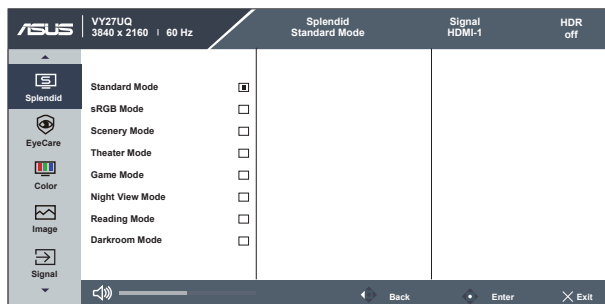 ASUS
VY27UQ
3840 x 2160 | 60 Hz
Splendid
Standard Mode
Signal
HDMI-1
HDR
off
Splendid
EyeCare
Color
Image
Signal
Standard Mode
sRGB Mode
Scenery Mode
Theater Mode
Game Mode
Night View Mode
Reading Mode
Darkroom Mode
Back
Enter
Exit